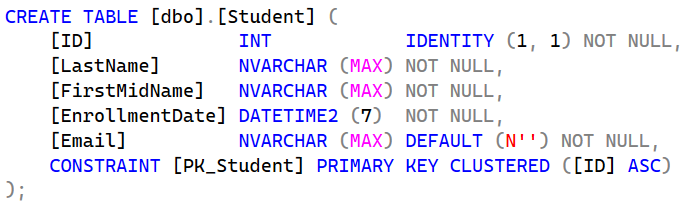 CREATE TABLE [dbo].[Student] (
    [ID]             INT            IDENTITY (1, 1) NOT NULL,
    [LastName]       NVARCHAR (MAX) NOT NULL,
    [FirstMidName]   NVARCHAR (MAX) NOT NULL,
    [EnrollmentDate] DATETIME2 (7)  NOT NULL,
    [Email]          NVARCHAR (MAX) DEFAULT (N'') NOT NULL,
    CONSTRAINT [PK_Student] PRIMARY KEY CLUSTERED ([ID] ASC)
);